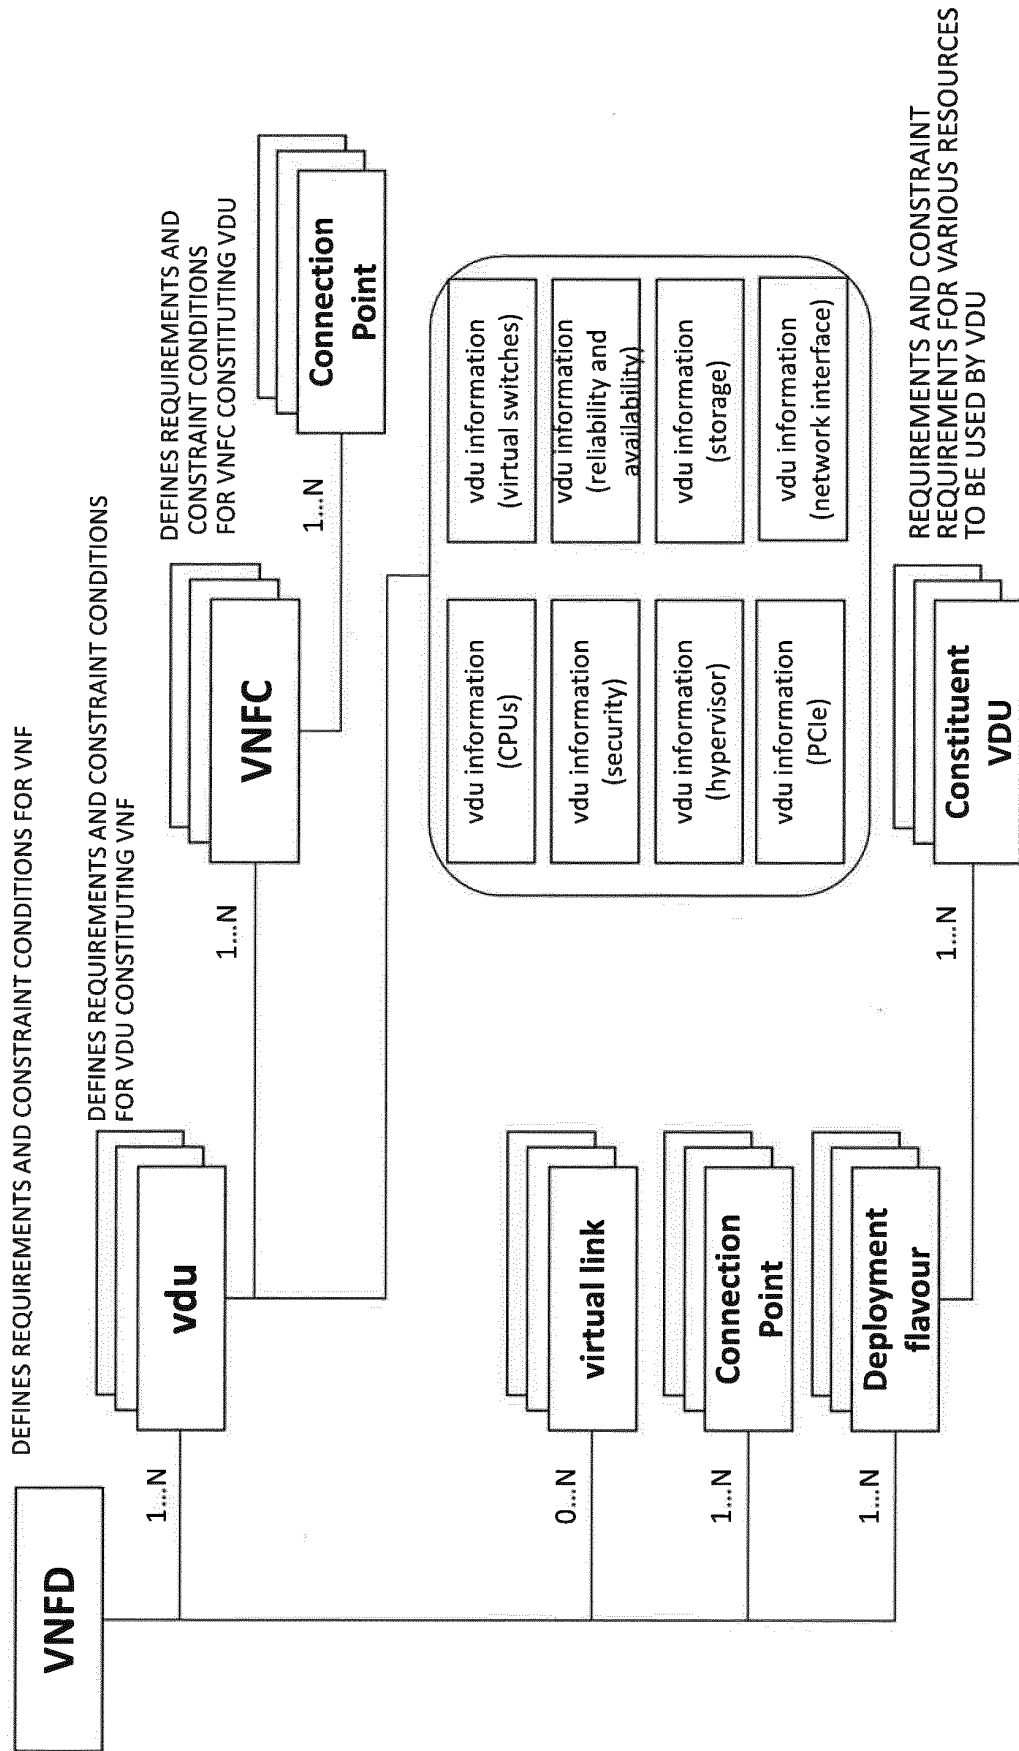 VNFD
DEFINES REQUIREMENTS AND CONSTRAINT CONDITIONS FOR VNF
1...N
vdu
DEFINES REQUIREMENTS AND CONSTRAINT CONDITIONS
FOR VDU CONSTITUTING VNF
1...N
VNFC
DEFINES REQUIREMENTS AND
CONSTRAINT CONDITIONS
FOR VNFC CONSTITUTING VDU
1...N
Connection
Point
vdu information
(CPUs)
vdu information
(virtual switches)
vdu information
(security)
vdu information
(reliability and
availability)
vdu information
(hypervisor)
vdu information
(storage)
vdu information
(PCIe)
vdu information
(network interface)
0...N
virtual link
1...N
Connection
Point
1...N
Deployment
flavour
1...N
Constituent
VDU
REQUIREMENTS AND CONSTRAINT
REQUIREMENTS FOR VARIOUS RESOURCES
TO BE USED BY VDU